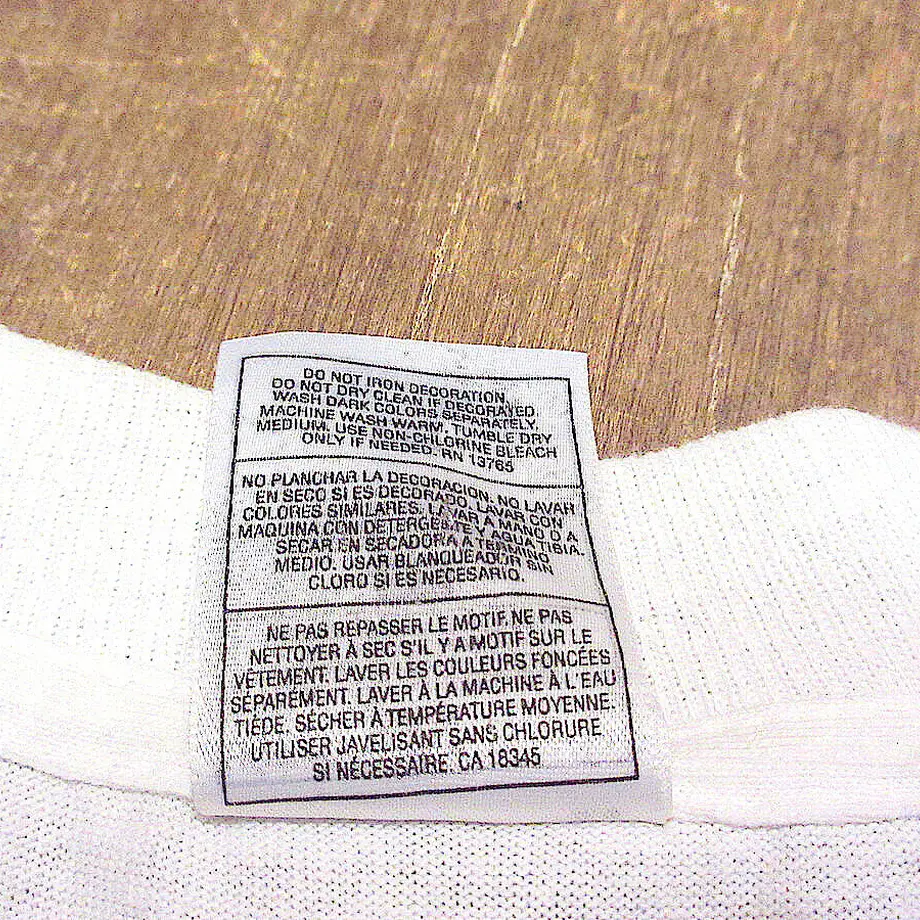 DO NOT IRON DECORATION.
DO NOT DRY CLEAN IF DECORATED
WASH DARK COLORS SEPARATELY,
MACHINE WASH WARM, TUMBLE DRY
MEDIUM, USE NON-CHLORINE BLEACH
ONLY IF NEEDED. RN 13765
NO PLANCHAR LA DECORACION. NO LAVAR
EN SECO SI ES DECORADO, LAVAR CON
COLORES SIMILARES. LAVAR A MANO O A
MAQUINA CON DETERGENTE Y AGUA TIBIA.
SECAR EN SECADORA A TERMINO
MEDIO. USAR BLANQUEADOR SIN
CLORO SI ES NECESARIO.
NE PAS REPASSER LE MOTIF. NE PAS
NETTOYER À SEC S'IL Y A MOTIF SUR LE
VÊTEMENT. LAVER LES COULEURS FONCÉES
SÉPARÉMENT. LAVER À LA MACHINE À L'EAU
TIÈDE. SÉCHER À TEMPÉRATURE MOYENNE.
UTILISER JAVELISANT SANS CHLORURE
SI NÉCESSAIRE. CA 18345